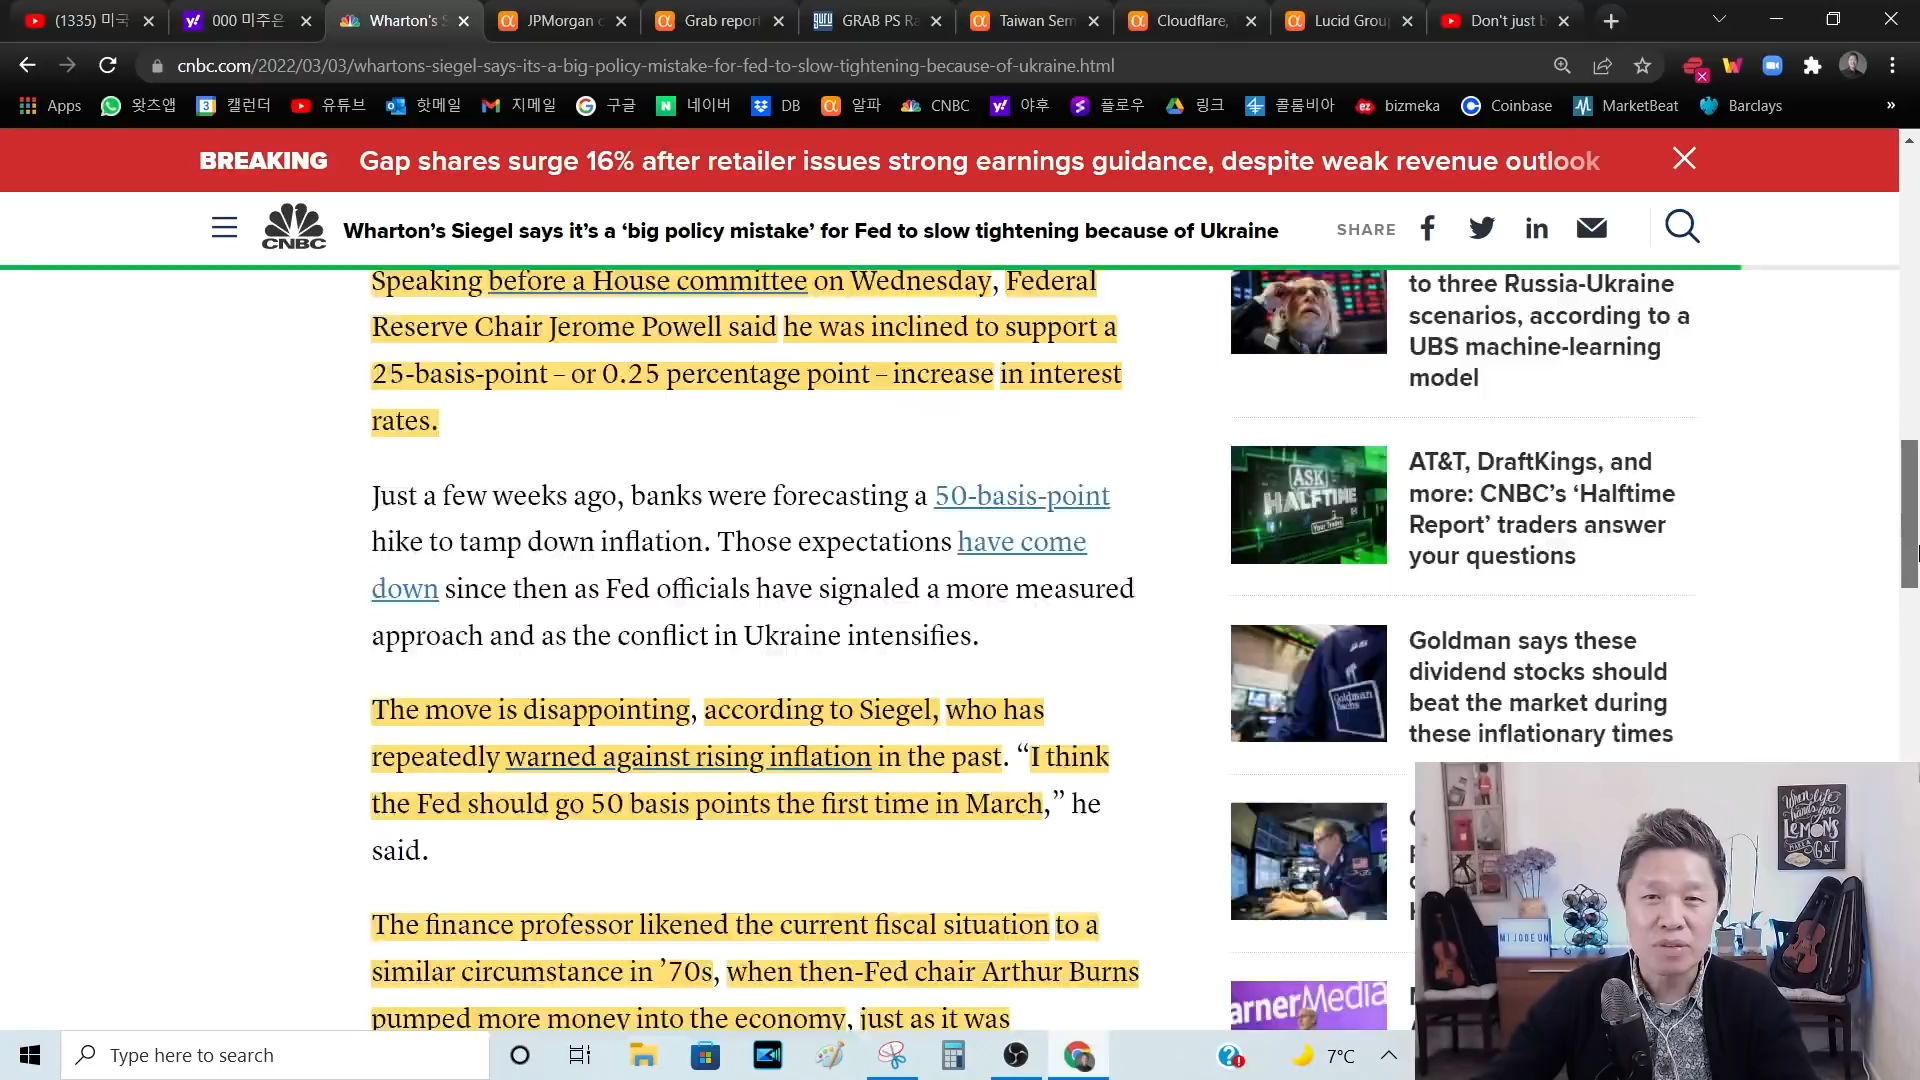 (1335) 미국
000 미주은
Wharton's S
JPMorgan c
Grab report
guru
GRAB PS Ra
Taiwan Sem
Cloudflare,
Lucid Grou
Don't just b
cnbc.com/2022/03/03/whartons-siegel-says-its-a-big-policy-mistake-for-fed-to-slow-tightening-because-of-ukraine.html
Apps
왓츠앱
3 캘린더
유튜브
핫메일
지메일
구글
N 네이버
DB
알파
CNBC
y! 야후
플로우
링크
콜롬비아
ez bizmeka
Coinbase
MarketBeat
Barclays
»
BREAKING Gap shares surge 16% after retailer issues strong earnings guidance, despite weak revenue outlook
CNBC
Wharton’s Siegel says it’s a ‘big policy mistake’ for Fed to slow tightening because of Ukraine
SHARE
Speaking before a House committee on Wednesday, Federal
Reserve Chair Jerome Powell said he was inclined to support a
25-basis-point – or 0.25 percentage point – increase in interest
rates.
Just a few weeks ago, banks were forecasting a 50-basis-point
hike to tamp down inflation. Those expectations have come
down since then as Fed officials have signaled a more measured
approach and as the conflict in Ukraine intensifies.
The move is disappointing, according to Siegel, who has
repeatedly warned against rising inflation in the past. “I think
the Fed should go 50 basis points the first time in March,” he
said.
The finance professor likened the current fiscal situation to a
similar circumstance in ’70s, when then-Fed chair Arthur Burns
pumped more money into the economy, just as it was
to three Russia-Ukraine
scenarios, according to a
UBS machine-learning
model
ASK
HALFTIME
AT&T, DraftKings, and
more: CNBC’s ‘Halftime
Report’ traders answer
your questions
Goldman
Sachs
Goldman says these
dividend stocks should
beat the market during
these inflationary times
arnerMedia
When life
hands you
LEMONS
MAKE A
G&T
MI JOOEUN
Type here to search
7°C